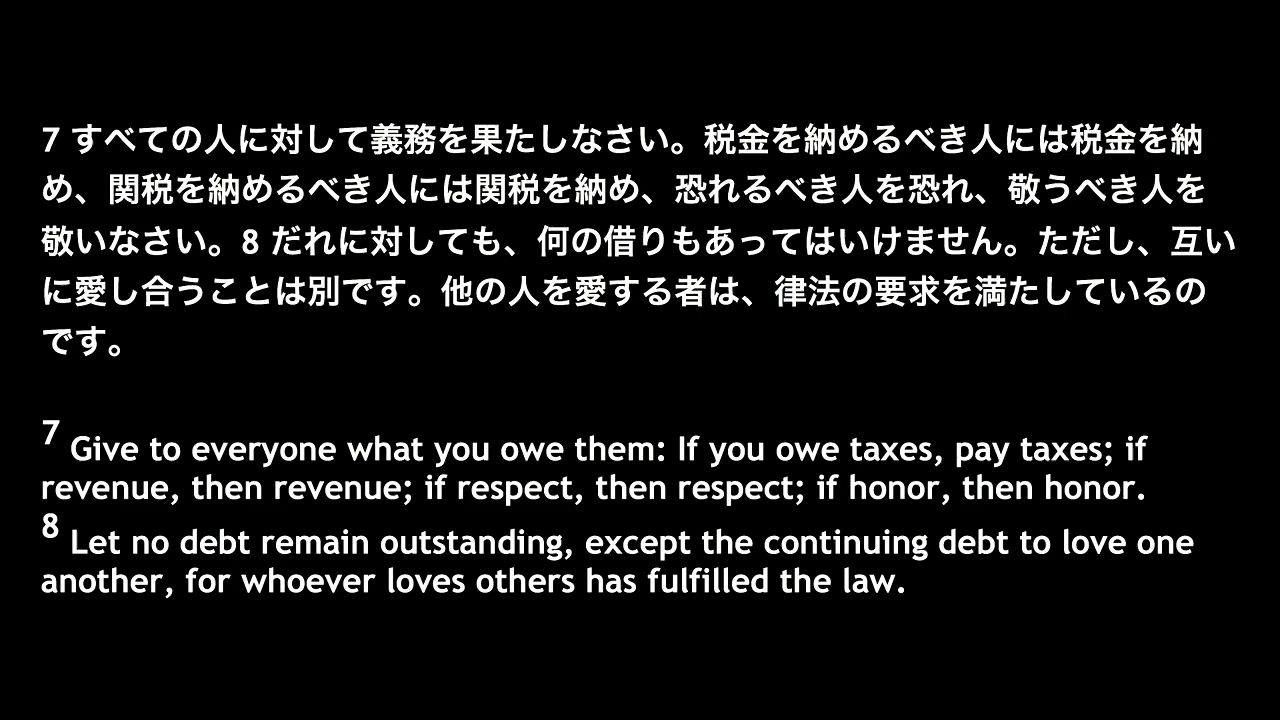 7 すべての人に対して義務を果たしなさい。税金を納めるべき人には税金を納
め、関税を納めるべき人には関税を納め、恐れるべき人を恐れ、敬うべき人を
敬いなさい。8 だれに対しても、何の借りもあってはいけません。ただし、互い
に愛し合うことは別です。他の人を愛する者は、律法の要求を満たしているの
です。
7 Give to everyone what you owe them: If you owe taxes, pay taxes; if
revenue, then revenue; if respect, then respect; if honor, then honor.
8 Let no debt remain outstanding, except the continuing debt to love one
another, for whoever loves others has fulfilled the law.